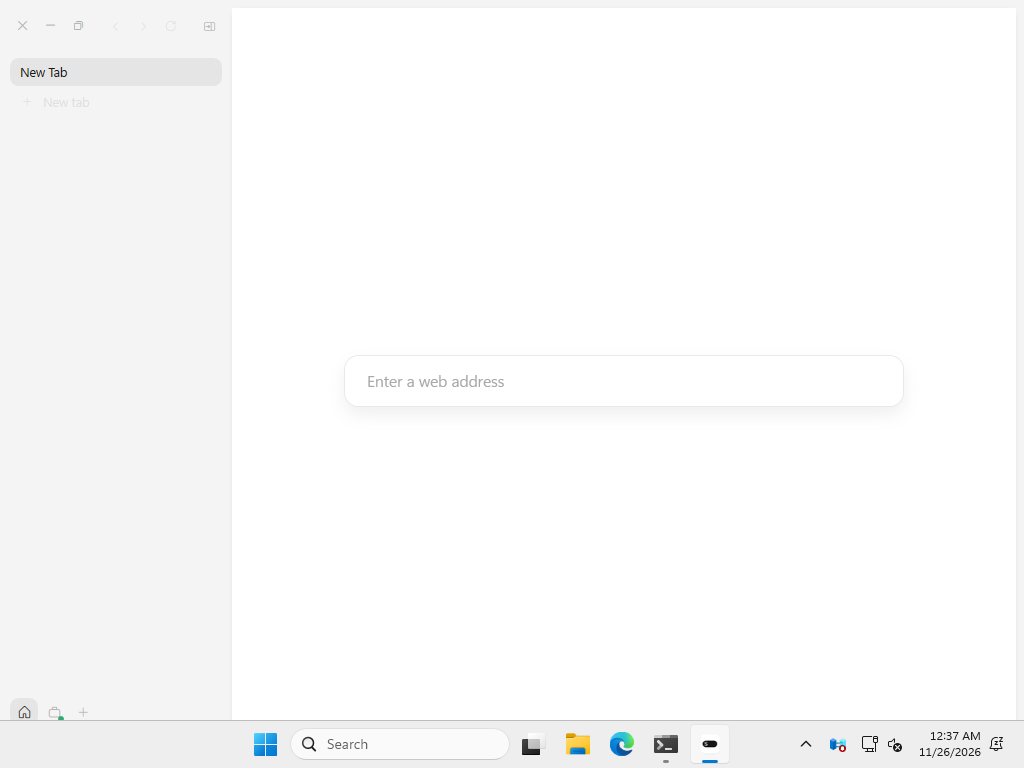 New Tab
New tab
Enter a web address
Search
12:37 AM
11/26/2026